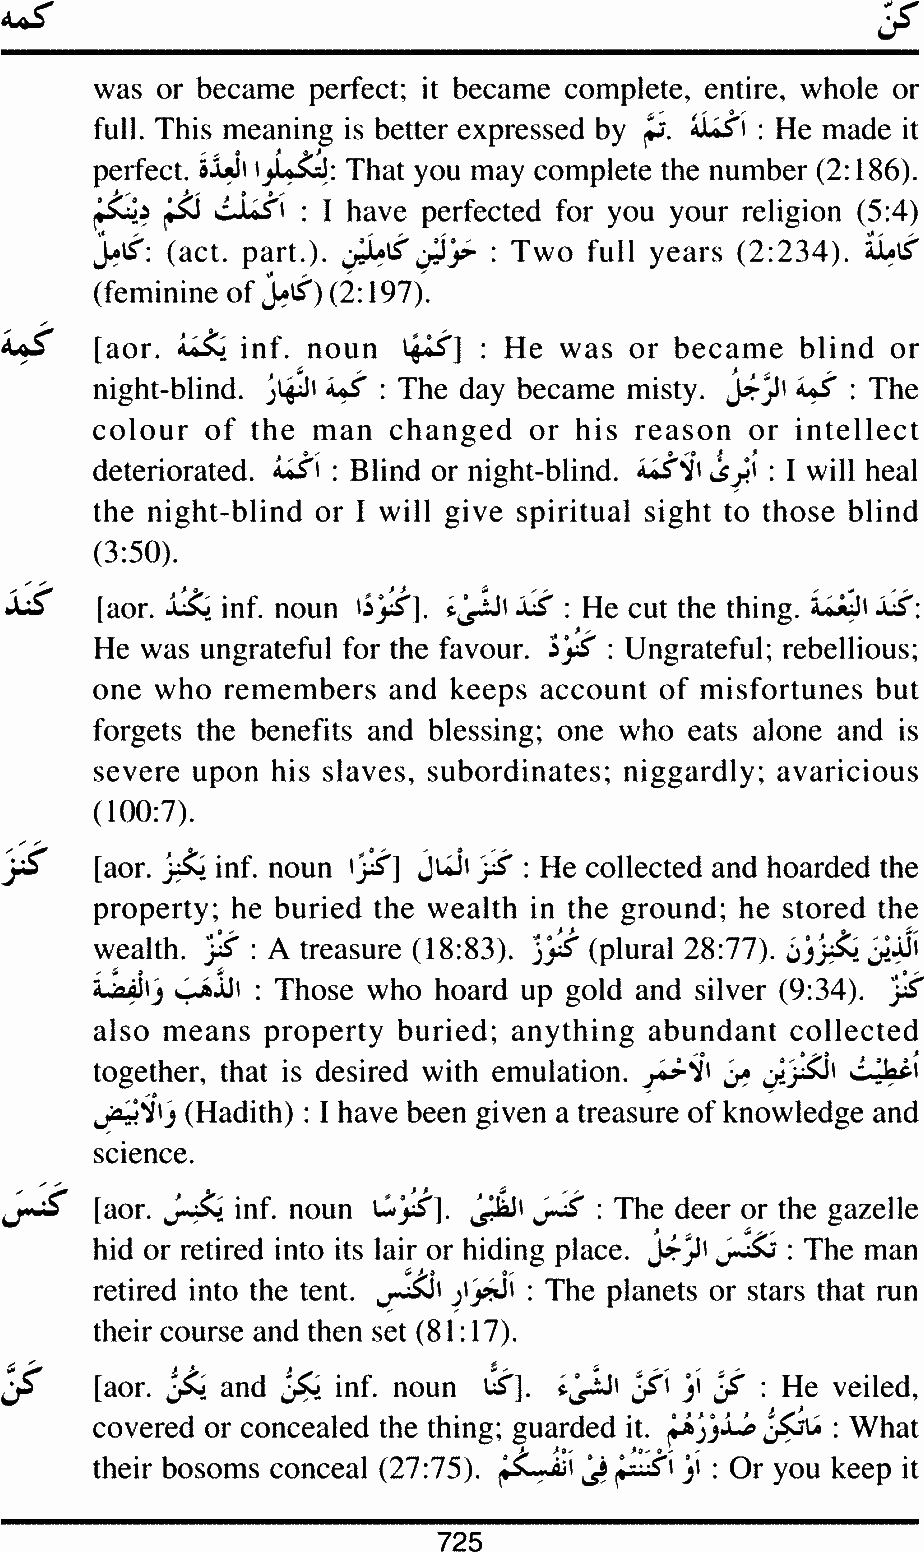 كمه كنّ
was or became perfect; it became complete, entire, whole or
full. This meaning is better expressed by تَمَّ. اَكْمَلَهٗ : He made it
perfect. لِتُكْمِلُوا الْعِدَّةَ: That you may complete the number (2:186).
اَكْمَلْتُ لَكُمْ دِيْنَكُمْ : I have perfected for you your religion (5:4)
كَامِلٌ: (act. part.). حَوْلَيْنِ كَامِلَيْنِ : Two full years (2:234). كَامِلَةٌ
(feminine of كَامِلٌ) (2:197).
كَمِهَ [aor. يَكْمَهُ inf. noun كَمْهًا] : He was or became blind or
night-blind. كَمِهَ النَّهَارُ : The day became misty. كَمِهَ الرَّجُلُ : The
colour of the man changed or his reason or intellect
deteriorated. اَكْمَهُ : Blind or night-blind. اُبْرِئُ الْاَكْمَهَ : I will heal
the night-blind or I will give spiritual sight to those blind
(3:50).
كَنَدَ [aor. يَكْنُدُ inf. noun كُنُوْدًا]. كَنَدَ الشَّيْءَ : He cut the thing. كَنَدَ النِّعْمَةَ:
He was ungrateful for the favour. كَنُوْدٌ : Ungrateful; rebellious;
one who remembers and keeps account of misfortunes but
forgets the benefits and blessing; one who eats alone and is
severe upon his slaves, subordinates; niggardly; avaricious
(100:7).
كَنَزَ [aor. يَكْنِزُ inf. noun كَنْزًا] كَنَزَ الْمَالَ : He collected and hoarded the
property; he buried the wealth in the ground; he stored the
wealth. كَنْزٌ : A treasure (18:83). كُنُوْزٌ (plural 28:77). اَلَّذِيْنَ يَكْنِزُوْنَ
الذَّهَبَ وَالْفِضَّةَ : Those who hoard up gold and silver (9:34). كَنْزٌ
also means property buried; anything abundant collected
together, that is desired with emulation. اُعْطِيْتُ الْكَنْزَيْنِ مِنَ الْاَحْمَرِ
وَالْاَبْيَضِ (Hadith) : I have been given a treasure of knowledge and
science.
كَنَسَ [aor. يَكْنِسُ inf. noun كُنُوْسًا]. كَنَسَ الظَّبْيُ : The deer or the gazelle
hid or retired into its lair or hiding place. تَكَنَّسَ الرَّجُلُ : The man
retired into the tent. اَلْجَوَارِ الْكُنَّسِ : The planets or stars that run
their course and then set (81:17).
كَنَّ [aor. يَكُنُّ and يَكِنُّ inf. noun كَنًّا]. كَنَّ اَوْ اَكَنَّ الشَّيْءَ : He veiled,
covered or concealed the thing; guarded it. مَاتُكِنُّ صُدُوْرُهُمْ : What
their bosoms conceal (27:75). اَوْ اَكْنَنْتُمْ فِىْ اَنْفُسِكُمْ : Or you keep it
725